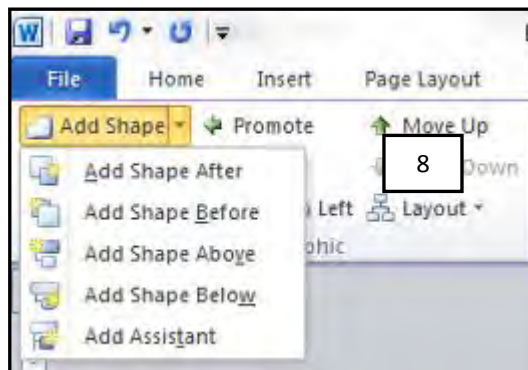 W
File Home Insert Page Layout
Add Shape Promote Move Up
Add Shape After 8 Down
Add Shape Before Left Layout
Add Shape Above phic
Add Shape Below
Add Assistant